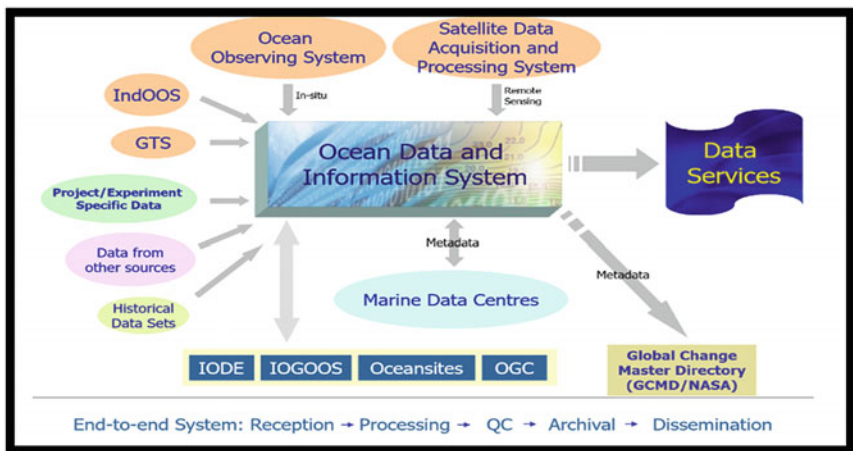 Ocean
Observing System
Satellite Data
Acquisition and
Processing System
IndOOS
In-situ
Remote
Sensing
GTS
Ocean Data and
Information System
Data
Services
Project/Experiment
Specific Data
Data from
other sources
Metadata
Metadata
Historical
Data Sets
Marine Data Centres
IODE
IOGOOS
Oceansites
OGC
Global Change
Master Directory
(GCMD/NASA)
End-to-end System: Reception → Processing → QC → Archival → Dissemination